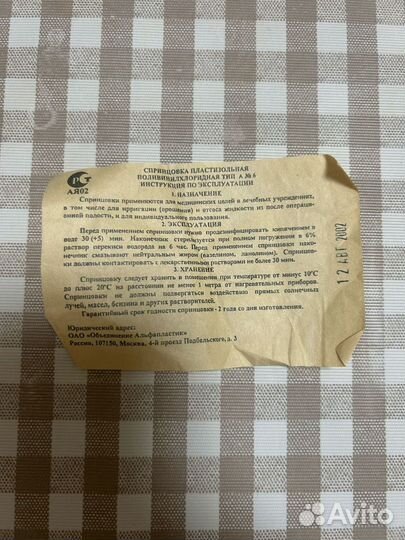 РСТ
АЯ02
СПРИНЦОВКА ПЛАСТИЗОЛЬНАЯ
ПОЛИВИНИЛХЛОРИДНАЯ ТИП А № 6
ИНСТРУКЦИЯ ПО ЭКСПЛУАТАЦИИ
1. НАЗНАЧЕНИЕ
Спринцовки применяются для медицинских целей в лечебных учреждениях,
в том числе для ирригации (орошения) и отсоса жидкости из после операци-
онной полости, и для индивидуального пользования.
2. ЭКСПЛУАТАЦИЯ
Перед применением спринцовки нужно продезинфицировать кипячением в
воде 30 (+5) мин. Наконечник стерилизуется при полном погружении в 6%
раствор перекиси водорода на 6 час. Перед применением спринцовки нако-
нечник смазывают нейтральным жиром (вазелином, ланолином). Спринцов-
ки должны контактировать с лекарственными растворами не более 30 мин.
3. ХРАНЕНИЕ
Спринцовку следует хранить в помещении при температуре от минус 10°С
до плюс 20°С на расстоянии не менее 1 метра от нагревательных приборов.
Спринцовки не должны подвергаться воздействию прямых солнечных
лучей, масел, бензина и других растворителей.
Гарантийный срок годности спринцовки - 2 года со дня изготовления.
Юридический адрес:
ОАО «Объединение Альфапластик»
Россия, 107150, Москва, 4-й проезд Подбельского, д. 3
12 АВГ 2002
Avito